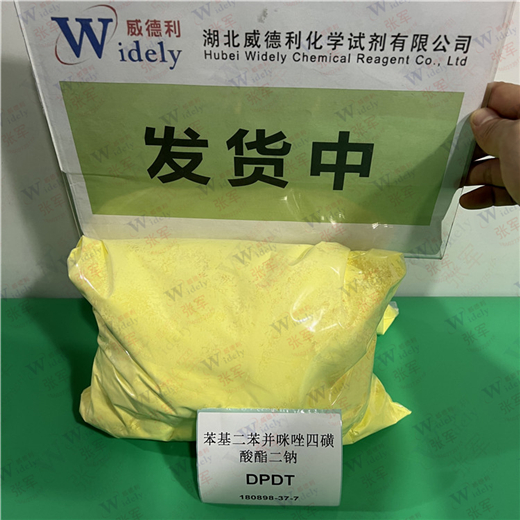 威德利
Widely
湖北威德利化学试剂有限公司
Hubei Widely Chemical Reagent Co., Ltd
发货中
苯基二苯并咪唑四磺
酸酯二钠
DPDT
180898-37-7